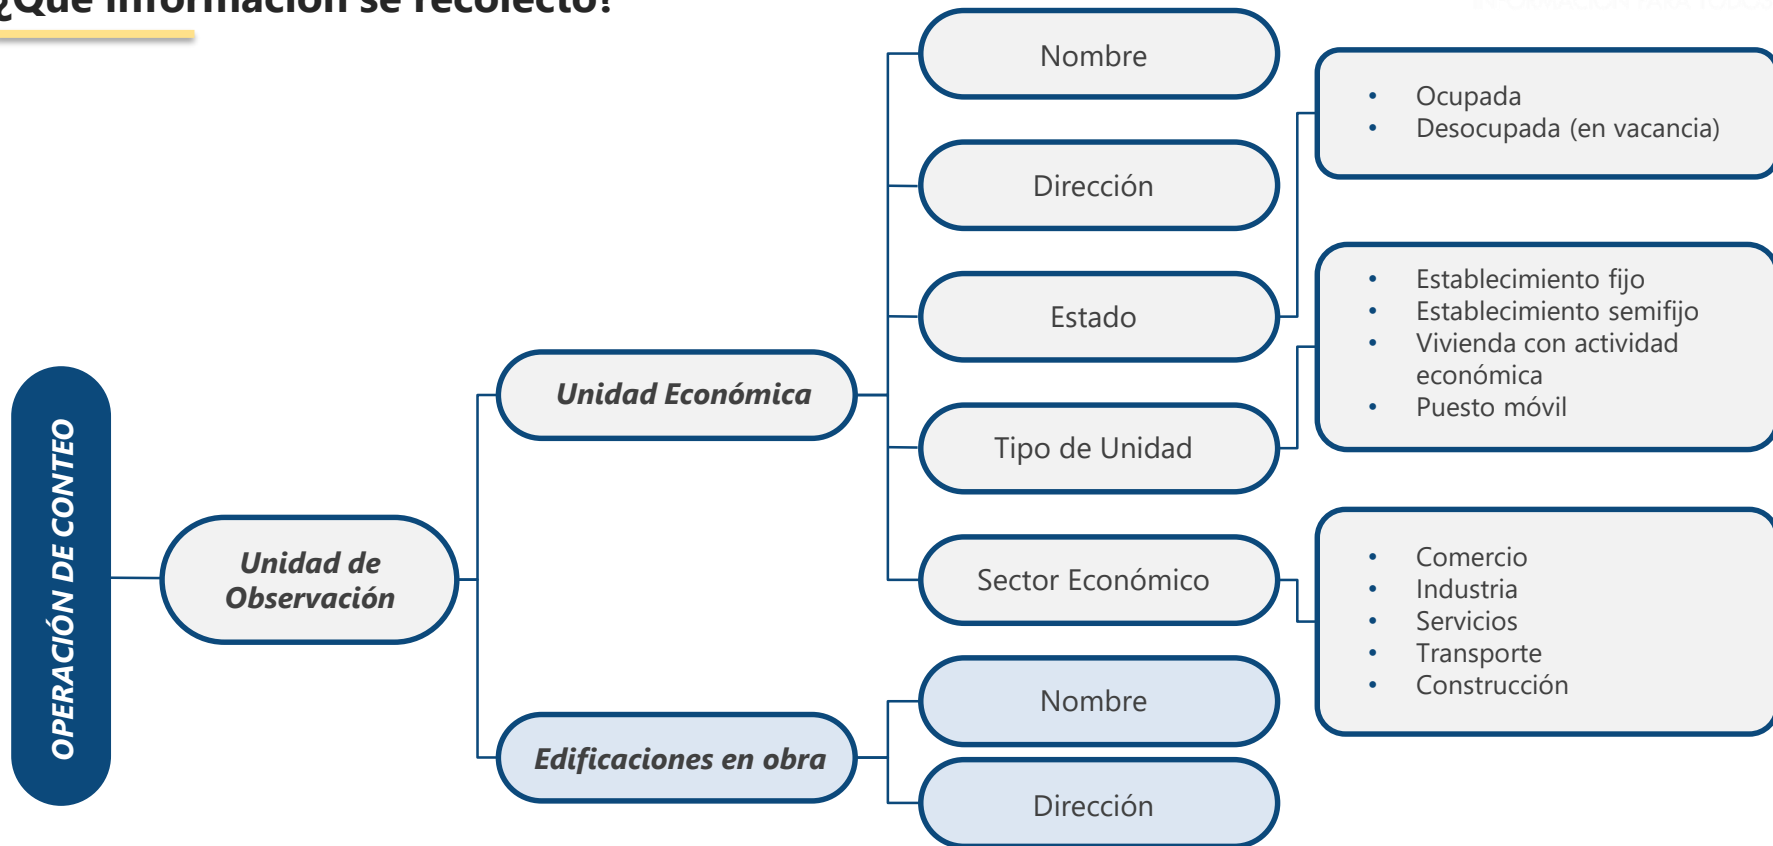 ¿Qué información se recolectó?
OPERACIÓN DE CONTEO
Unidad de
Observación
Unidad Económica
Nombre
Dirección
Estado
• Ocupada
• Desocupada (en vacancia)
Tipo de Unidad
• Establecimiento fijo
• Establecimiento semifijo
• Vivienda con actividad
económica
• Puesto móvil
Sector Económico
• Comercio
• Industria
• Servicios
• Transporte
• Construcción
Edificaciones en obra
Nombre
Dirección